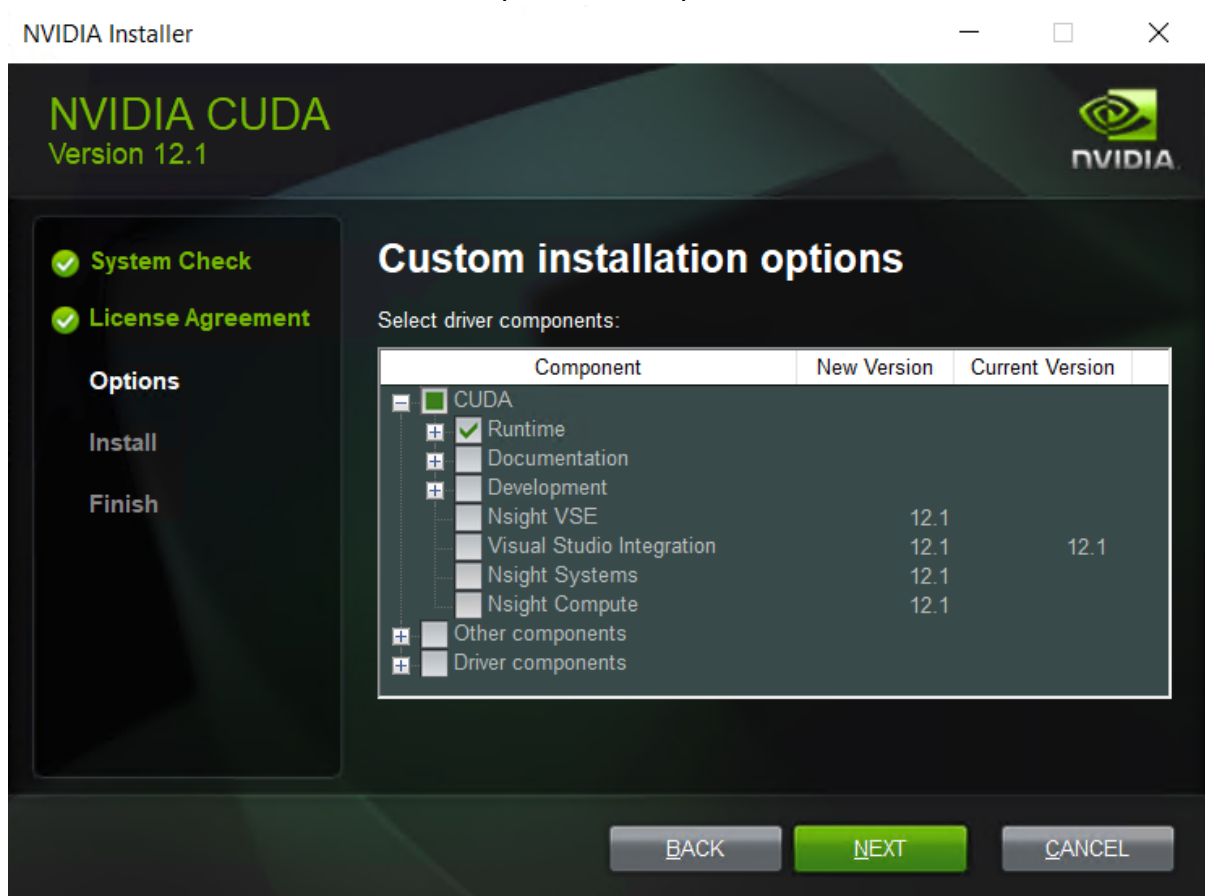 NVIDIA Installer
NVIDIA CUDA
Version 12.1
NVIDIA.
System Check
License Agreement
Options
Install
Finish
Custom installation options
Select driver components:
Component New Version Current Version
CUDA
Runtime
Documentation
Development
Nsight VSE 12.1
Visual Studio Integration 12.1 12.1
Nsight Systems 12.1
Nsight Compute 12.1
Other components
Driver components
BACK NEXT CANCEL